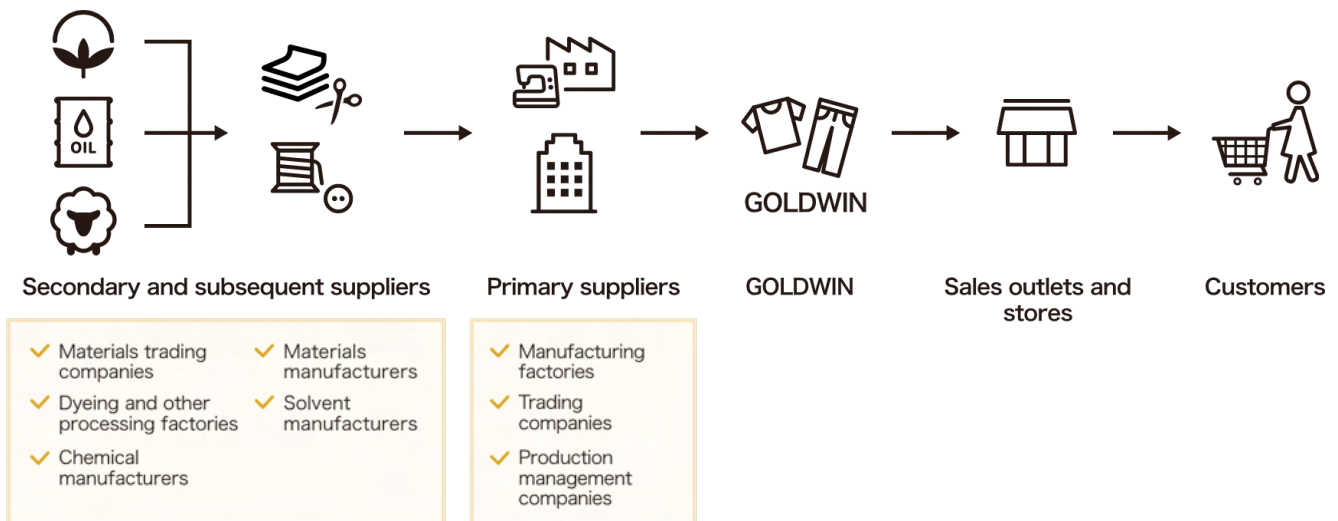 OIL
GOLDWIN
Secondary and subsequent suppliers
Primary suppliers
GOLDWIN
Sales outlets and
stores
Customers
Materials trading
companies
Dyeing and other
processing factories
Chemical
manufacturers
Materials
manufacturers
Solvent
manufacturers
Manufacturing
factories
Trading
companies
Production
management
companies